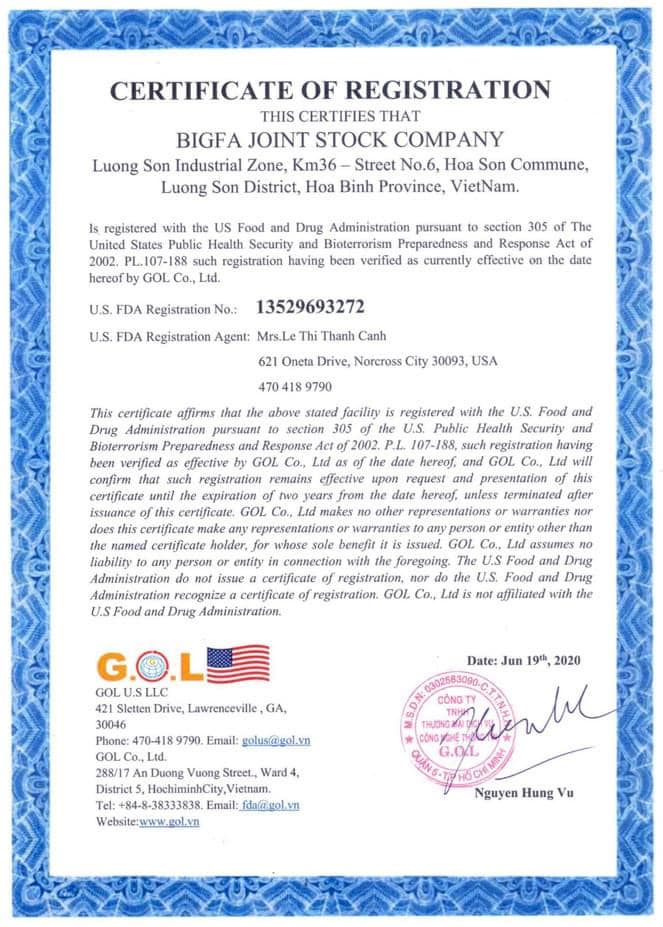 CERTIFICATE OF REGISTRATION
THIS CERTIFIES THAT
BIGFA JOINT STOCK COMPANY
Luong Son Industrial Zone, Km36 – Street No.6, Hoa Son Commune,
Luong Son District, Hoa Binh Province, VietNam.
Is registered with the US Food and Drug Administration pursuant to section 305 of The
United States Public Health Security and Bioterrorism Preparedness and Response Act of
2002. PL.107-188 such registration having been verified as currently effective on the date
hereof by GOL Co., Ltd.
U.S. FDA Registration No.: 13529693272
U.S. FDA Registration Agent: Mrs.Le Thi Thanh Canh
621 Oneta Drive, Norcross City 30093, USA
470 418 9790
This certificate affirms that the above stated facility is registered with the U.S. Food and
Drug Administration pursuant to section 305 of the U.S. Public Health Security and
Bioterrorism Preparedness and Response Act of 2002. P.L. 107-188, such registration having
been verified as effective by GOL Co., Ltd as of the date hereof, and GOL Co., Ltd will
confirm that such registration remains effective upon request and presentation of this
certificate until the expiration of two years from the date hereof, unless terminated after
issuance of this certificate. GOL Co., Ltd makes no other representations or warranties nor
does this certificate make any representations or warranties to any person or entity other than
the named certificate holder, for whose sole benefit it is issued. GOL Co., Ltd assumes no
liability to any person or entity in connection with the foregoing. The U.S Food and Drug
Administration do not issue a certificate of registration, nor do the U.S. Food and Drug
Administration recognize a certificate of registration. GOL Co., Ltd is not affiliated with the
U.S Food and Drug Administration.
G.O.L
GOL U.S LLC
421 Sletten Drive, Lawrenceville , GA,
30046
Phone: 470-418 9790. Email: golus@gol.vn
GOL Co., Ltd.
288/17 An Duong Vuong Street., Ward 4,
District 5, HochiminhCity,Vietnam.
Tel: +84-8-38333838. Email: fda@gol.vn
Website:www.gol.vn
Date: Jun 19th, 2020
M.S.D.N: 0302583090-C.T.T.N.H.H
CÔNG TY
TNHH
THƯƠNG MẠI DỊCH VỤ
CÔNG NGHỆ
G.O.L
QUẬN 5-T.P HỒ CHÍ MINH
Nguyen Hung Vu